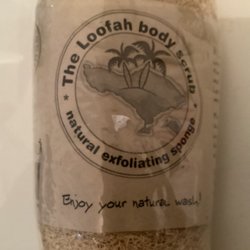 The Loofah body scrub
natural exfoliating sponge
Enjoy your natural wash!